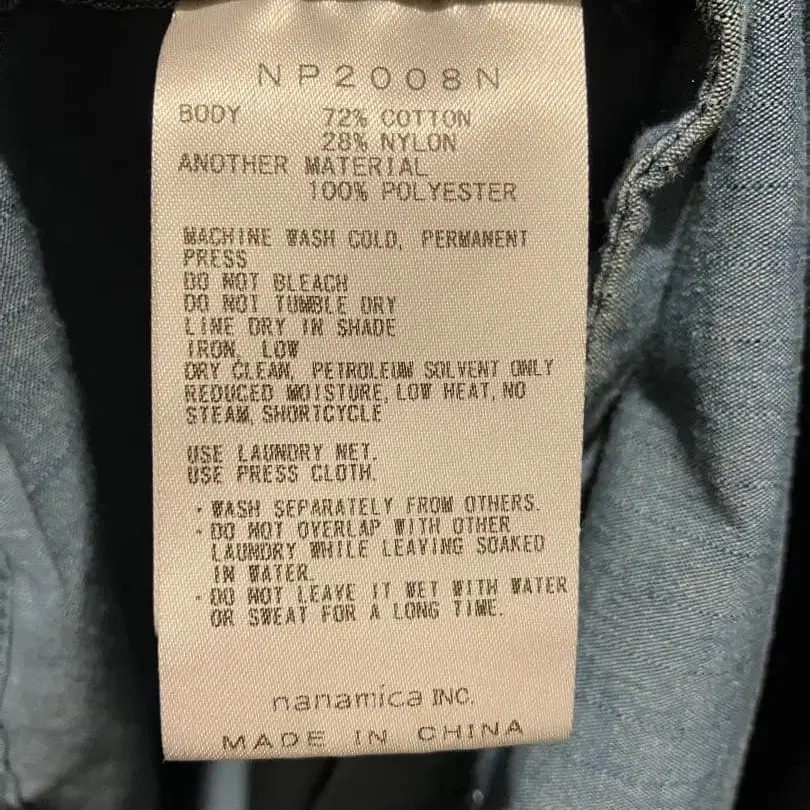 NP2008N
BODY 72% COTTON
28% NYLON
ANOTHER MATERIAL
100% POLYESTER
MACHINE WASH COLD, PERMANENT
PRESS
DO NOT BLEACH
DO NOT TUMBLE DRY
LINE DRY IN SHADE
IRON, LOW
DRY CLEAN, PETROLEUM SOLVENT ONLY
REDUCED MOISTURE, LOW HEAT, NO
STEAM, SHORTCYCLE
USE LAUNDRY NET.
USE PRESS CLOTH.
・WASH SEPARATELY FROM OTHERS.
・DO NOT OVERLAP WITH OTHER
LAUNDRY WHILE LEAVING SOAKED
IN WATER.
・DO NOT LEAVE IT WET WITH WATER
OR SWEAT FOR A LONG TIME.
nanamica INC.
MADE IN CHINA